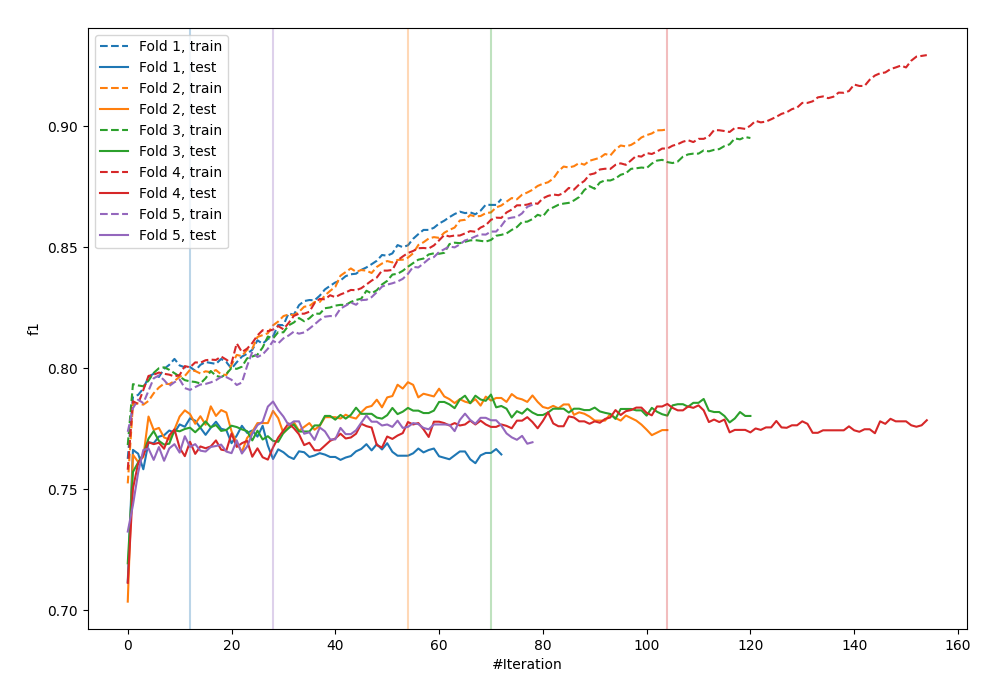 Fold 1, train
Fold 1, test
Fold 2, train
Fold 2, test
Fold 3, train
Fold 3, test
Fold 4, train
Fold 4, test
Fold 5, train
Fold 5, test
f1
0.90
0.85
0.80
0.75
0.70
0 20 40 60 80 100 120 140 160
#Iteration